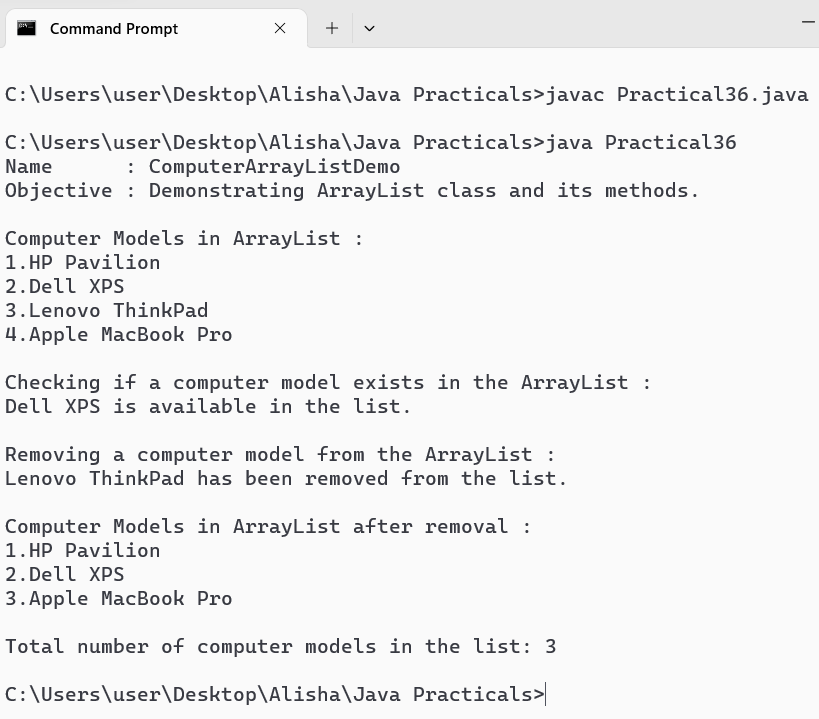 Command Prompt
C:\Users\user\Desktop\Alisha\Java Practicals>javac Practical36.java
C:\Users\user\Desktop\Alisha\Java Practicals>java Practical36
Name      : ComputerArrayListDemo
Objective : Demonstrating ArrayList class and its methods.
Computer Models in ArrayList :
1.HP Pavilion
2.Dell XPS
3.Lenovo ThinkPad
4.Apple MacBook Pro
Checking if a computer model exists in the ArrayList :
Dell XPS is available in the list.
Removing a computer model from the ArrayList :
Lenovo ThinkPad has been removed from the list.
Computer Models in ArrayList after removal :
1.HP Pavilion
2.Dell XPS
3.Apple MacBook Pro
Total number of computer models in the list: 3
C:\Users\user\Desktop\Alisha\Java Practicals>